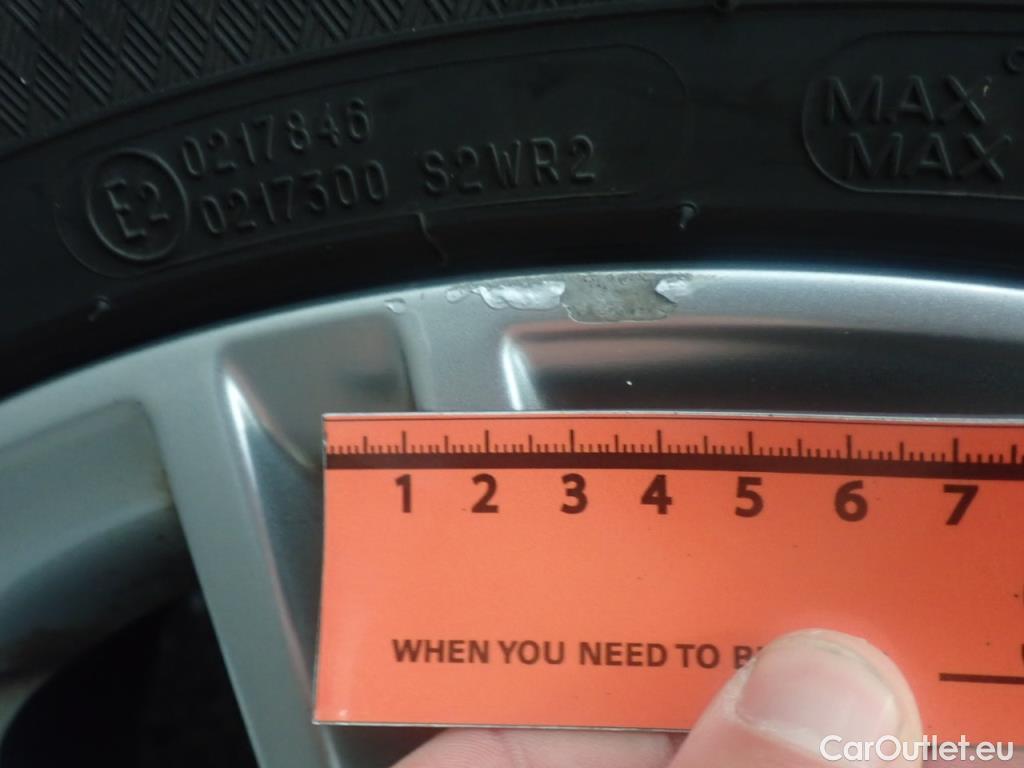 0217846
E2
0217300 S2WR2
MAX
MAX
1 2 3 4 5 6 7
WHEN YOU NEED TO
CarOutlet.eu